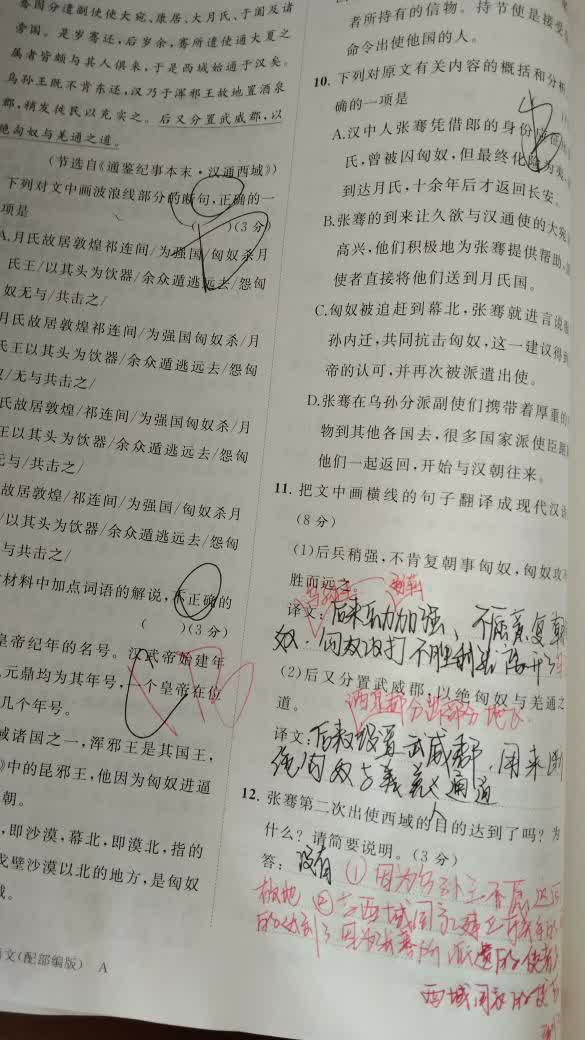 骞因分遣副使使大宛、康居、大月氏、于阗及诸
旁国。是岁骞还,后岁余,骞所遣使通大夏之
属者皆颇与其人俱来,于是西域始通于汉矣。
乌孙王既不肯东还,汉乃于浑邪王故地置酒泉
郡,稍发徙民以充实之。后又分置武威郡,以
绝匈奴与羌通之道。
(节选自《通鉴纪事本末·汉通西域》)
下列对文中画波浪线部分的断句,正确的一
项是
( )(3分)
A.月氏故居敦煌祁连间/为强国/匈奴杀月
氏王/以其头为饮器/余众遁逃远去/怨匈
奴无与/共击之/
月氏故居敦煌祁连间/为强国匈奴杀/月
氏王以其头为饮器/余众遁逃远去/怨匈
/无与共击之/
氏故居敦煌/祁连间/为强国匈奴杀/月
王以其头为饮器/余众遁逃远去/怨匈
无与/共击之/
故居敦煌/祁连间/为强国/匈奴杀月
/以其头为饮器/余众遁逃远去/怨匈
与共击之/
材料中加点词语的解说,不正确的
( )(3分)
皇帝纪年的名号。汉武帝始建年
元鼎均为其年号,一个皇帝在位
几个年号。
域诸国之一,浑邪王是其国王,
》中的昆邪王,他因为匈奴进逼
朝。
,即沙漠,幕北,即漠北,指的
戈壁沙漠以北的地方,是匈奴
域。
语文(配部编版) A
者所持有的信物。持节使是接受
命令出使他国的人。
10. 下列对原文有关内容的概括和分析
确的一项是
A.汉中人张骞凭借郎的身份
氏,曾被囚匈奴,但最终化险为夷
到达月氏,十余年后才返回长安。
B.张骞的到来让久欲与汉通使的大宛
高兴,他们积极地为张骞提供帮助,
使者直接将他们送到月氏国。
C.匈奴被追赶到幕北,张骞就进言说服
孙内迁,共同抗击匈奴,这一建议得到
帝的认可,并再次被派遣出使。
D.张骞在乌孙分派副使们携带着厚重的
物到其他各国去,很多国家派使臣跟
他们一起返回,开始与汉朝往来。
11. 把文中画横线的句子翻译成现代汉语
(8分)
(1)后兵稍强,不肯复朝事匈奴,匈奴攻不
胜而远之。
译文:后来兵力加强、不愿意复朝
奴.匈奴攻打不胜利
(2)后又分置武威郡,以绝匈奴与羌通之
道。
译文:后来又设置武威郡,用来断
绝匈奴与羌通道
12. 张骞第二次出使西域的目的达到了吗?为
什么?请简要说明。(3分)
答:没有 ① 因为乌孙王不愿返回
故地 ② 与西域国家建立
的达到了 因为张骞所派遣的使者
西域国家的使